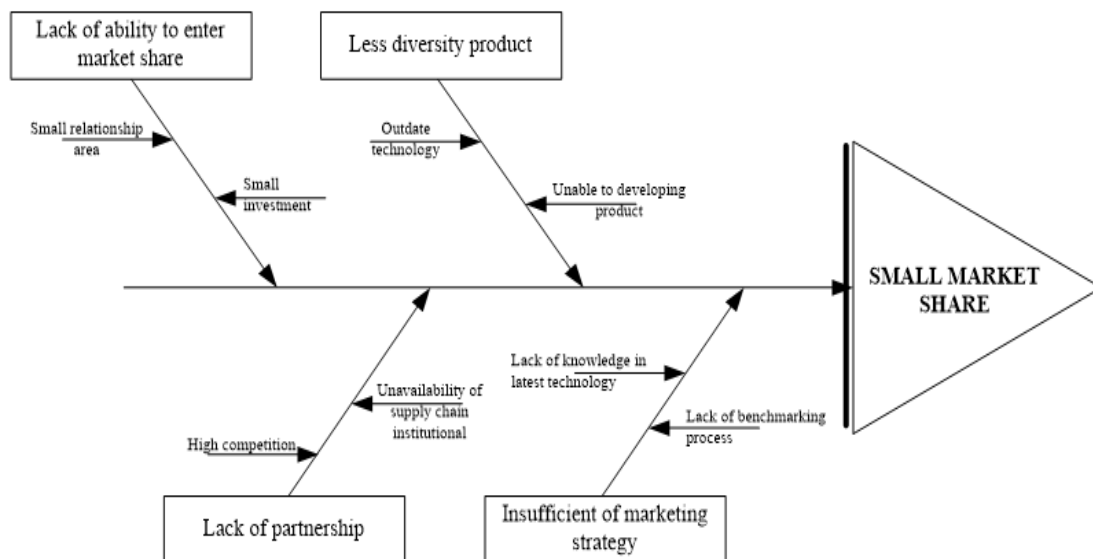 Lack of ability to enter
market share
Less diversity product
Small relationship
area
Small
investment
Outdate
technology
Unable to developing
product
SMALL MARKET
SHARE
Lack of knowledge in
latest technology
Unavailability of
supply chain
institutional
Lack of benchmarking
process
High competition
Lack of partnership
Insufficient of marketing
strategy